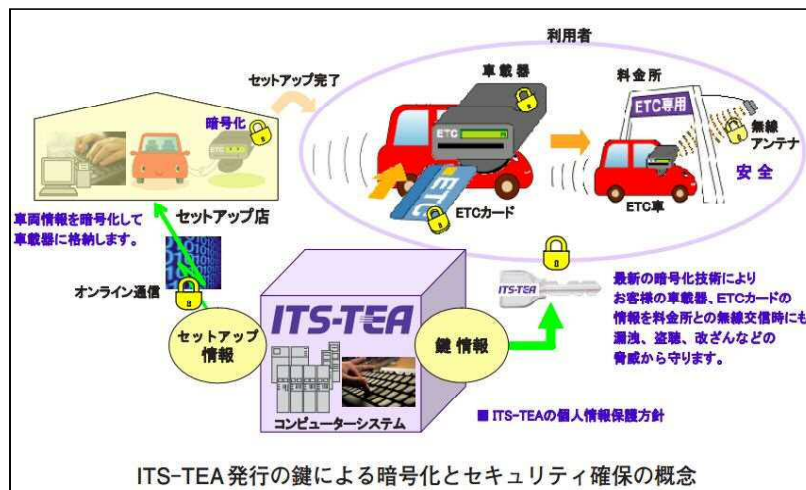 利用者
セットアップ完了
車載器
料金所
暗号化
ETC
ETC専用
無線
アンテナ
安全
ETC
ETC
ETCカード
ETC車
セットアップ店
車両情報を暗号化して
車載器に格納します。
オンライン通信
ITS-TEA
セットアップ
情報
鍵情報
コンピューターシステム
ITS-TEA
最新の暗号化技術により
お客様の車載器、ETCカードの
情報を料金所との無線交信時にも
漏洩、盗聴、改ざんなどの
脅威から守ります。
■ ITS-TEAの個人情報保護方針
ITS-TEA発行の鍵による暗号化とセキュリティ確保の概念